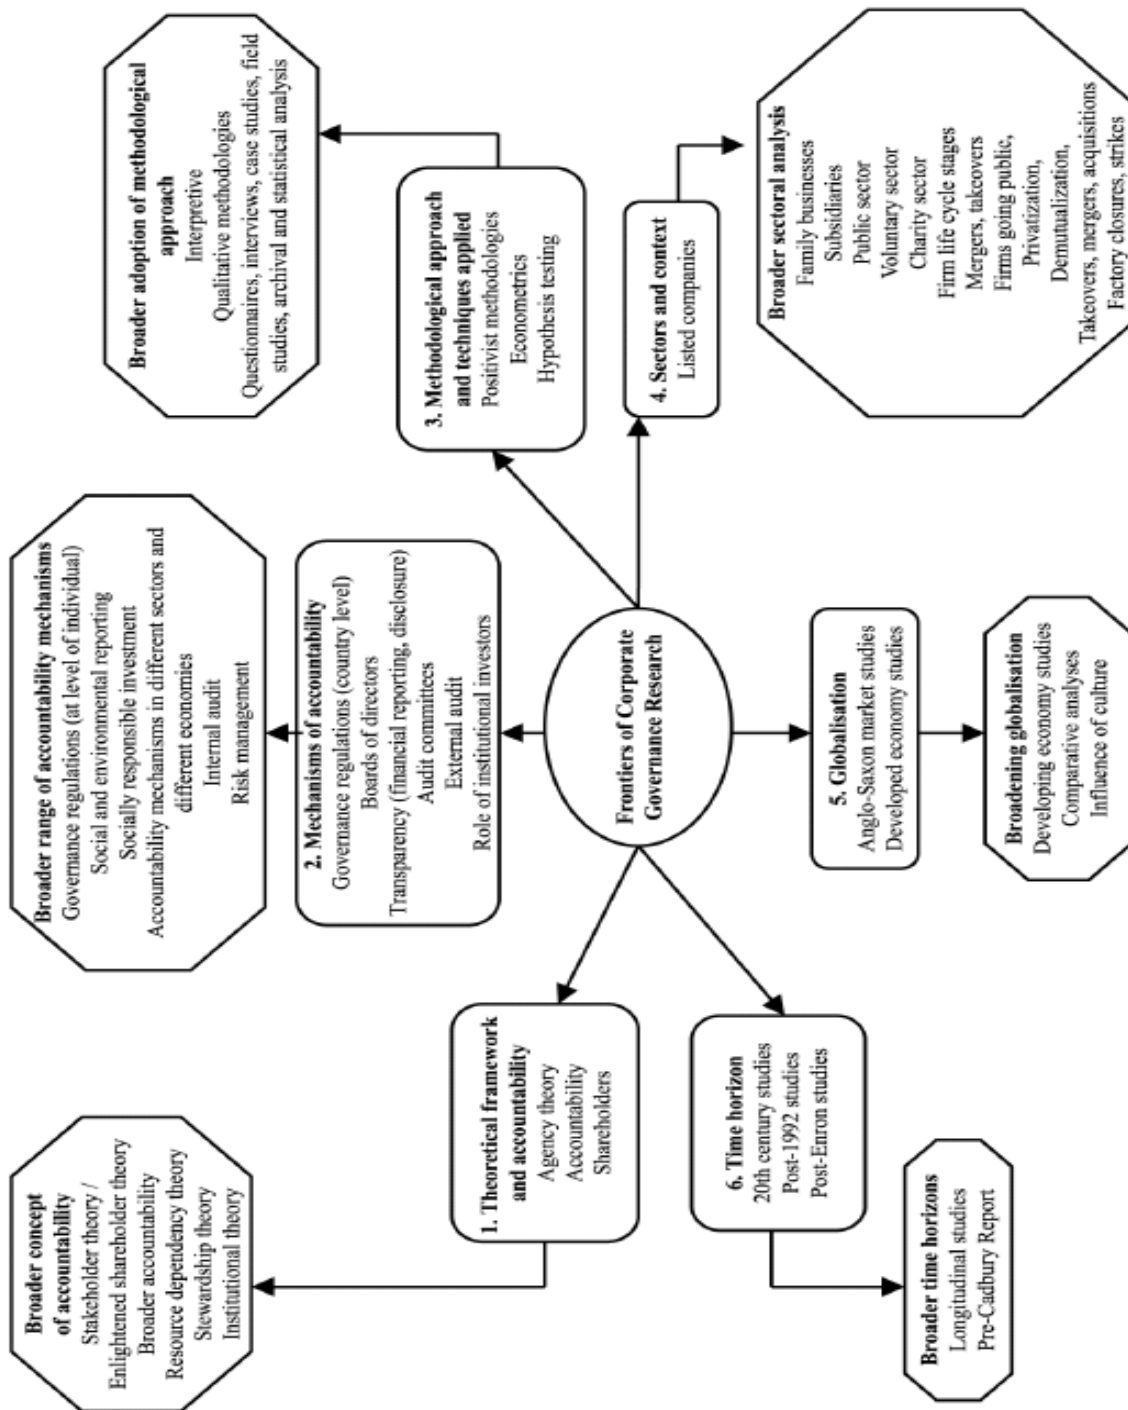 Broader concept
of accountability
Stakeholder theory /
Enlightened shareholder theory
Broader accountability
Resource dependency theory
Stewardship theory
Institutional theory
Broader range of accountability mechanisms
Governance regulations (at level of individual)
Social and environmental reporting
Socially responsible investment
Accountability mechanisms in different sectors and
different economies
Internal audit
Risk management
Broader adoption of methodological
approach
Interpretive
Qualitative methodologies
Questionnaires, interviews, case studies, field
studies, archival and statistical analysis
1. Theoretical framework
and accountability
Agency theory
Accountability
Shareholders
2. Mechanisms of accountability
Governance regulations (country level)
Boards of directors
Transparency (financial reporting, disclosure)
Audit committees
External audit
Role of institutional investors
3. Methodological approach
and techniques applied
Positivist methodologies
Econometrics
Hypothesis testing
Frontiers of Corporate
Governance Research
4. Sectors and context
Listed companies
6. Time horizon
20th century studies
Post-1992 studies
Post-Enron studies
5. Globalisation
Anglo-Saxon market studies
Developed economy studies
Broader sectoral analysis
Family businesses
Subsidiaries
Public sector
Voluntary sector
Charity sector
Firm life cycle stages
Mergers, takeovers
Firms going public,
Privatization,
Demutualization,
Takeovers, mergers, acquisitions
Factory closures, strikes
Broader time horizons
Longitudinal studies
Pre-Cadbury Report
Broadening globalisation
Developing economy studies
Comparative analyses
Influence of culture